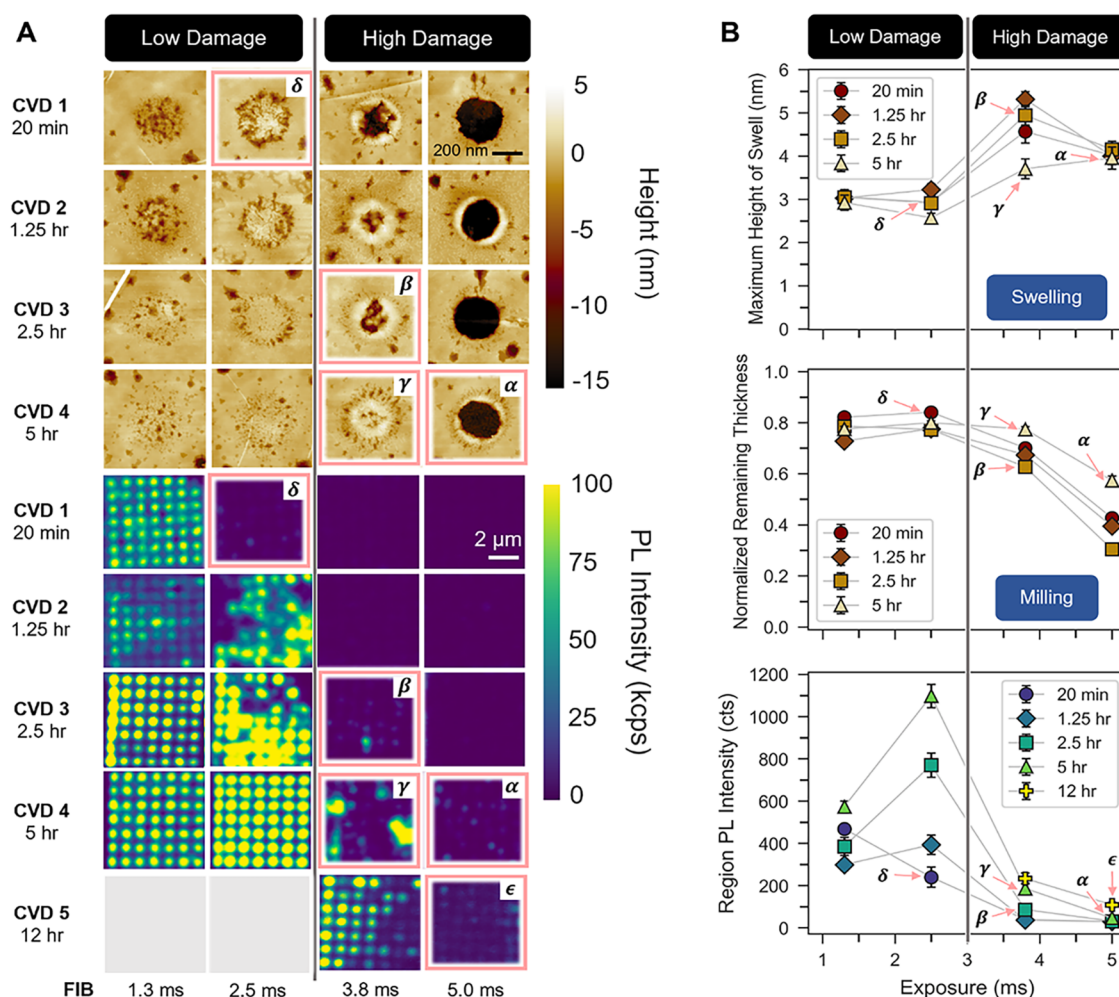 A
Low Damage
High Damage
CVD 1
20 min
δ
200 nm
CVD 2
1.25 hr
CVD 3
2.5 hr
β
CVD 4
5 hr
γ
α
5
0
-5
-10
-15
Height (nm)
CVD 1
20 min
δ
2 μm
CVD 2
1.25 hr
CVD 3
2.5 hr
β
CVD 4
5 hr
γ
α
CVD 5
12 hr
ϵ
100
75
50
25
0
PL Intensity (kcps)
FIB
1.3 ms
2.5 ms
3.8 ms
5.0 ms
B
Low Damage
High Damage
Maximum Height of Swell (nm)
6
5
4
3
2
1
0
20 min
1.25 hr
2.5 hr
5 hr
β
α
δ
γ
Swelling
Normalized Remaining Thickness
1.0
0.8
0.6
0.4
0.2
0.0
δ
γ
α
β
20 min
1.25 hr
2.5 hr
5 hr
Milling
Region PL Intensity (cts)
1200
1000
800
600
400
200
0
20 min
1.25 hr
2.5 hr
5 hr
12 hr
δ
γ
β
α
ϵ
1
2
3
4
5
Exposure (ms)